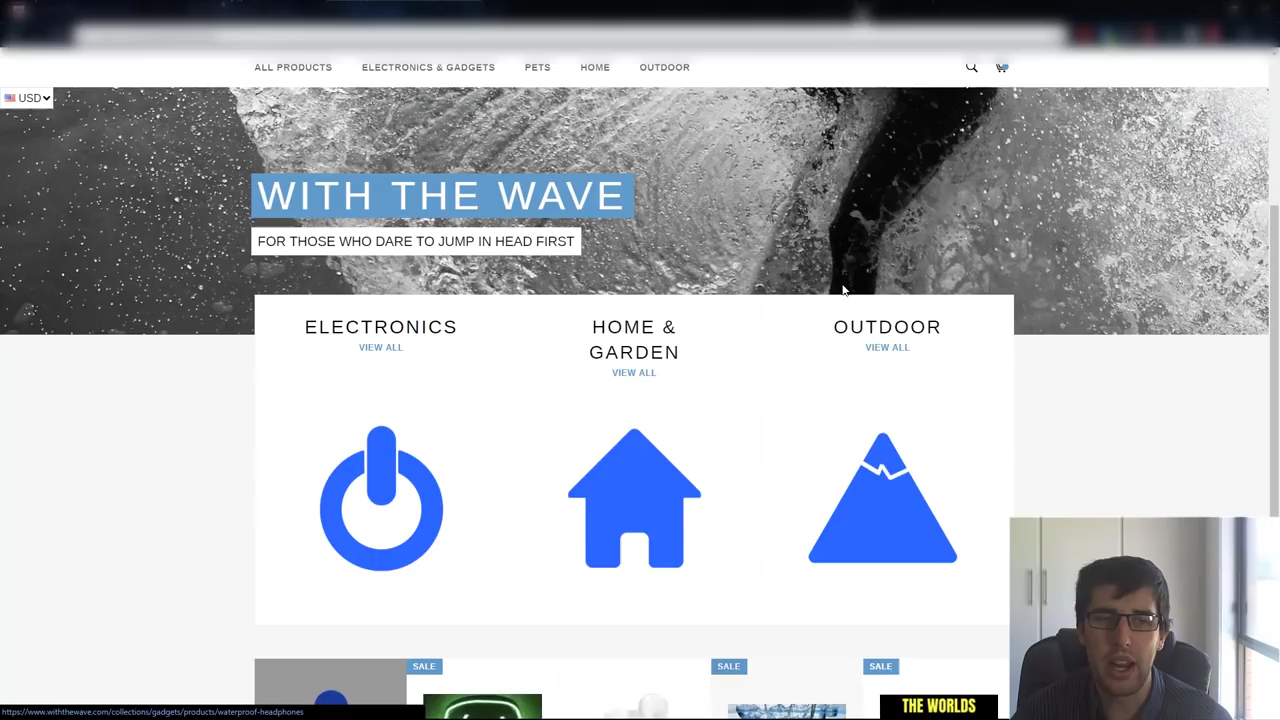 ALL PRODUCTS ELECTRONICS & GADGETS PETS HOME OUTDOOR
USD
WITH THE WAVE
FOR THOSE WHO DARE TO JUMP IN HEAD FIRST
ELECTRONICS
VIEW ALL
HOME &
GARDEN
VIEW ALL
OUTDOOR
VIEW ALL
SALE
SALE
SALE
THE WORLDS
https://www.withthewave.com/collections/gadgets/products/waterproof-headphones